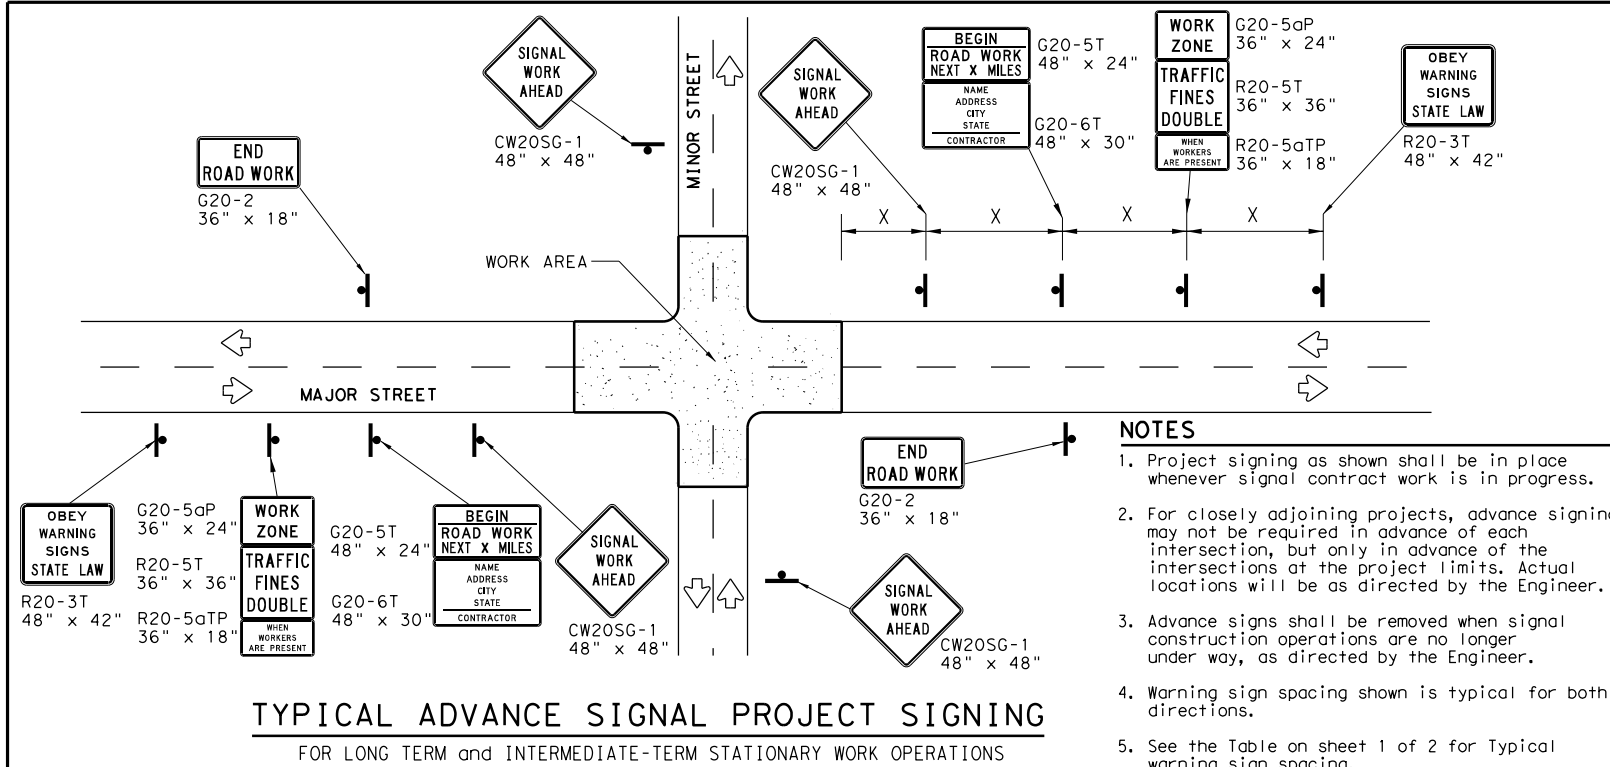 SIGNAL
WORK
AHEAD
CW20SG-1
48" x 48"
END
ROAD WORK
G20-2
36" x 18"
MINOR STREET
SIGNAL
WORK
AHEAD
CW20SG-1
48" x 48"
BEGIN
ROAD WORK
NEXT X MILES
NAME
ADDRESS
CITY
STATE
CONTRACTOR
G20-5T
48" x 24"
G20-6T
48" x 30"
WORK
ZONE
TRAFFIC
FINES
DOUBLE
WHEN
WORKERS
ARE PRESENT
G20-5aP
36" x 24"
R20-5T
36" x 36"
R20-5aTP
36" x 18"
OBEY
WARNING
SIGNS
STATE LAW
R20-3T
48" x 42"
X
X
X
X
WORK AREA
MAJOR STREET
OBEY
WARNING
SIGNS
STATE LAW
R20-3T
48" x 42"
G20-5aP
36" x 24"
R20-5T
36" x 36"
R20-5aTP
36" x 18"
WORK
ZONE
TRAFFIC
FINES
DOUBLE
WHEN
WORKERS
ARE PRESENT
G20-5T
48" x 24"
G20-6T
48" x 30"
BEGIN
ROAD WORK
NEXT X MILES
NAME
ADDRESS
CITY
STATE
CONTRACTOR
SIGNAL
WORK
AHEAD
CW20SG-1
48" x 48"
END
ROAD WORK
G20-2
36" x 18"
SIGNAL
WORK
AHEAD
CW20SG-1
48" x 48"
TYPICAL ADVANCE SIGNAL PROJECT SIGNING
FOR LONG TERM and INTERMEDIATE-TERM STATIONARY WORK OPERATIONS
NOTES
1. Project signing as shown shall be in place
whenever signal contract work is in progress.
2. For closely adjoining projects, advance signing
may not be required in advance of each
intersection, but only in advance of the
intersections at the project limits. Actual
locations will be as directed by the Engineer.
3. Advance signs shall be removed when signal
construction operations are no longer
under way, as directed by the Engineer.
4. Warning sign spacing shown is typical for both
directions.
5. See the Table on sheet 1 of 2 for Typical
warning sign spacing.